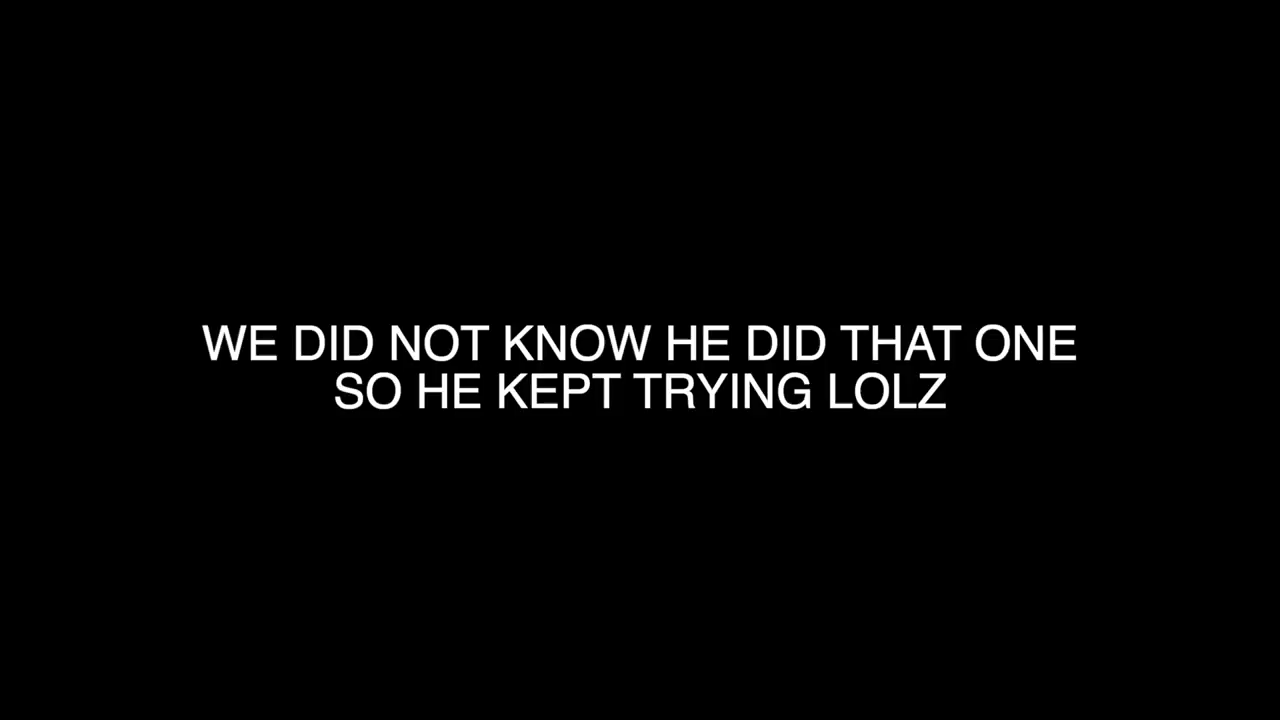 WE DID NOT KNOW HE DID THAT ONE
SO HE KEPT TRYING LOLZ